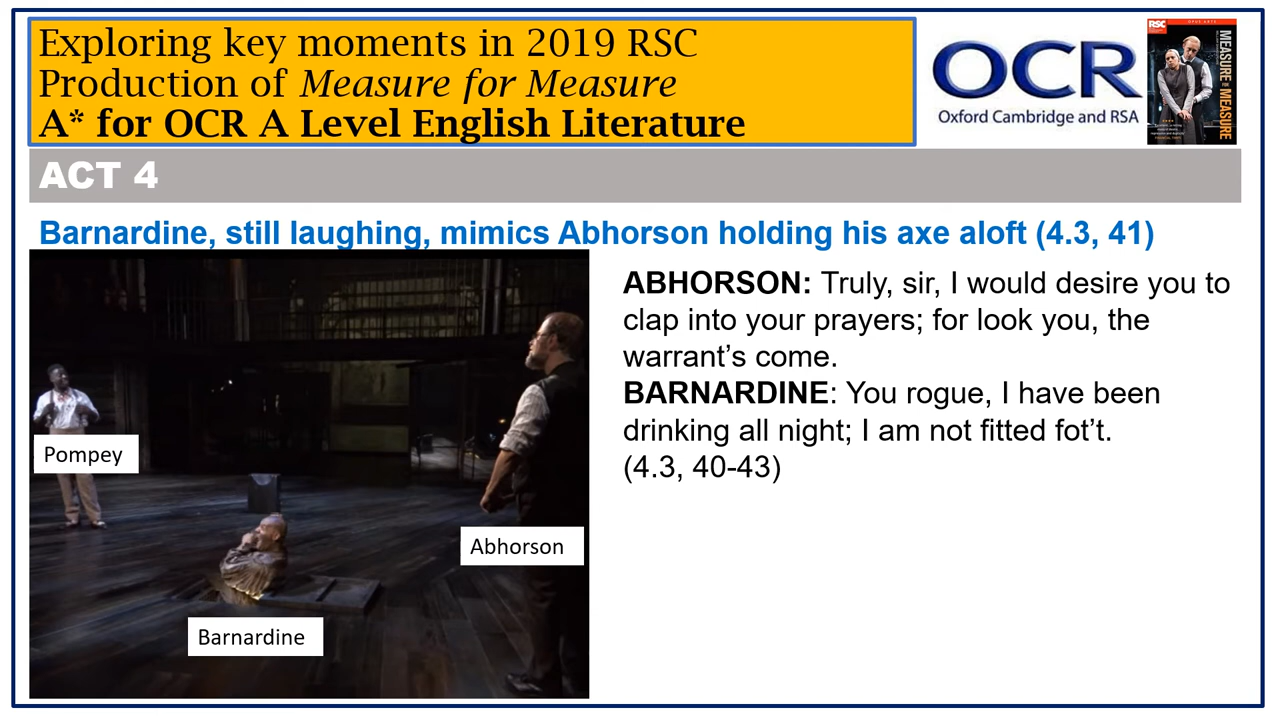 Exploring key moments in 2019 RSC
Production of Measure for Measure
A* for OCR A Level English Literature
OCR
Oxford Cambridge and RSA
RSC
OPUS ARTE
MEASURE FOR MEASURE
ACT 4
Barnardine, still laughing, mimics Abhorson holding his axe aloft (4.3, 41)
Pompey
Abhorson
Barnardine
ABHORSON: Truly, sir, I would desire you to
clap into your prayers; for look you, the
warrant’s come.
BARNARDINE: You rogue, I have been
drinking all night; I am not fitted fot’t.
(4.3, 40-43)